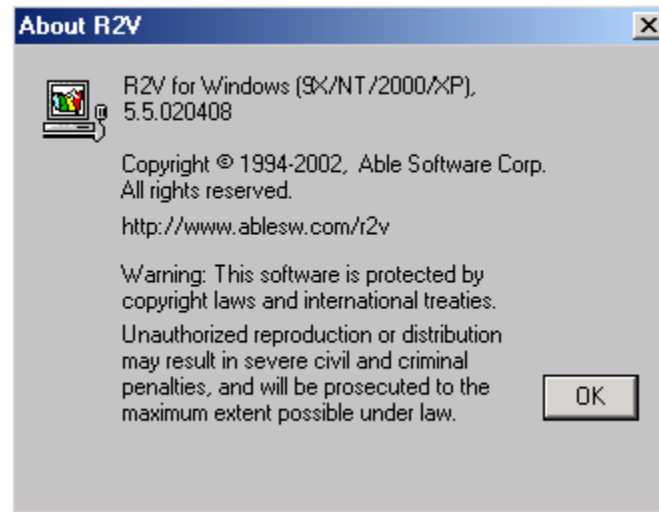 About R2V
R2V for Windows (9X/NT/2000/XP),
5.5.020408
Copyright © 1994-2002, Able Software Corp.
All rights reserved.
http://www.ablesw.com/r2v
Warning: This software is protected by
copyright laws and international treaties.
Unauthorized reproduction or distribution
may result in severe civil and criminal
penalties, and will be prosecuted to the
maximum extent possible under law.
OK